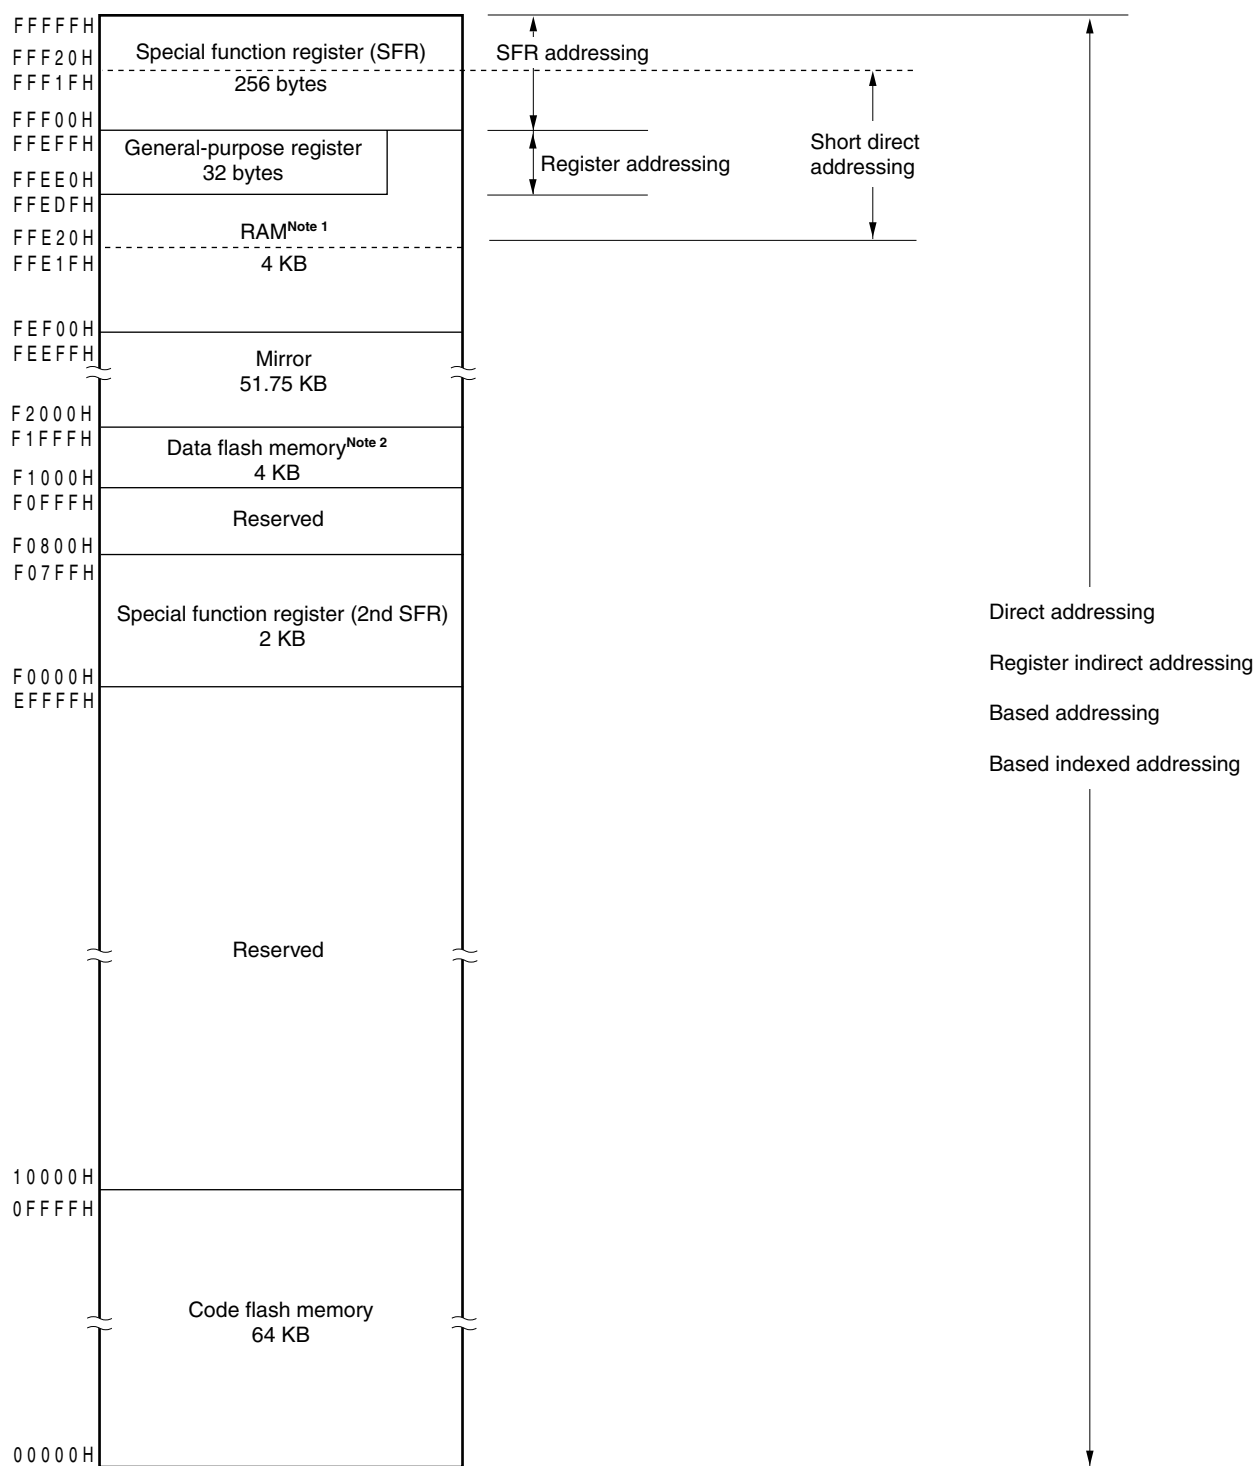 FFFFFH
Special function register (SFR)
SFR addressing
FFF20H
FFF1FH
256 bytes
FFF00H
FFEFFH
General-purpose register
32 bytes
Register addressing
Short direct
addressing
FFEE0H
FFEDFH
RAMNote 1
FFE20H
FFE1FH
4 KB
FEF00H
FEEFFH
Mirror
51.75 KB
F2000H
F1FFFH
Data flash memoryNote 2
4 KB
F1000H
F0FFFH
Reserved
F0800H
F07FFH
Special function register (2nd SFR)
2 KB
Direct addressing
Register indirect addressing
Based addressing
Based indexed addressing
F0000H
EFFFFH
Reserved
10000H
0FFFFH
Code flash memory
64 KB
00000H